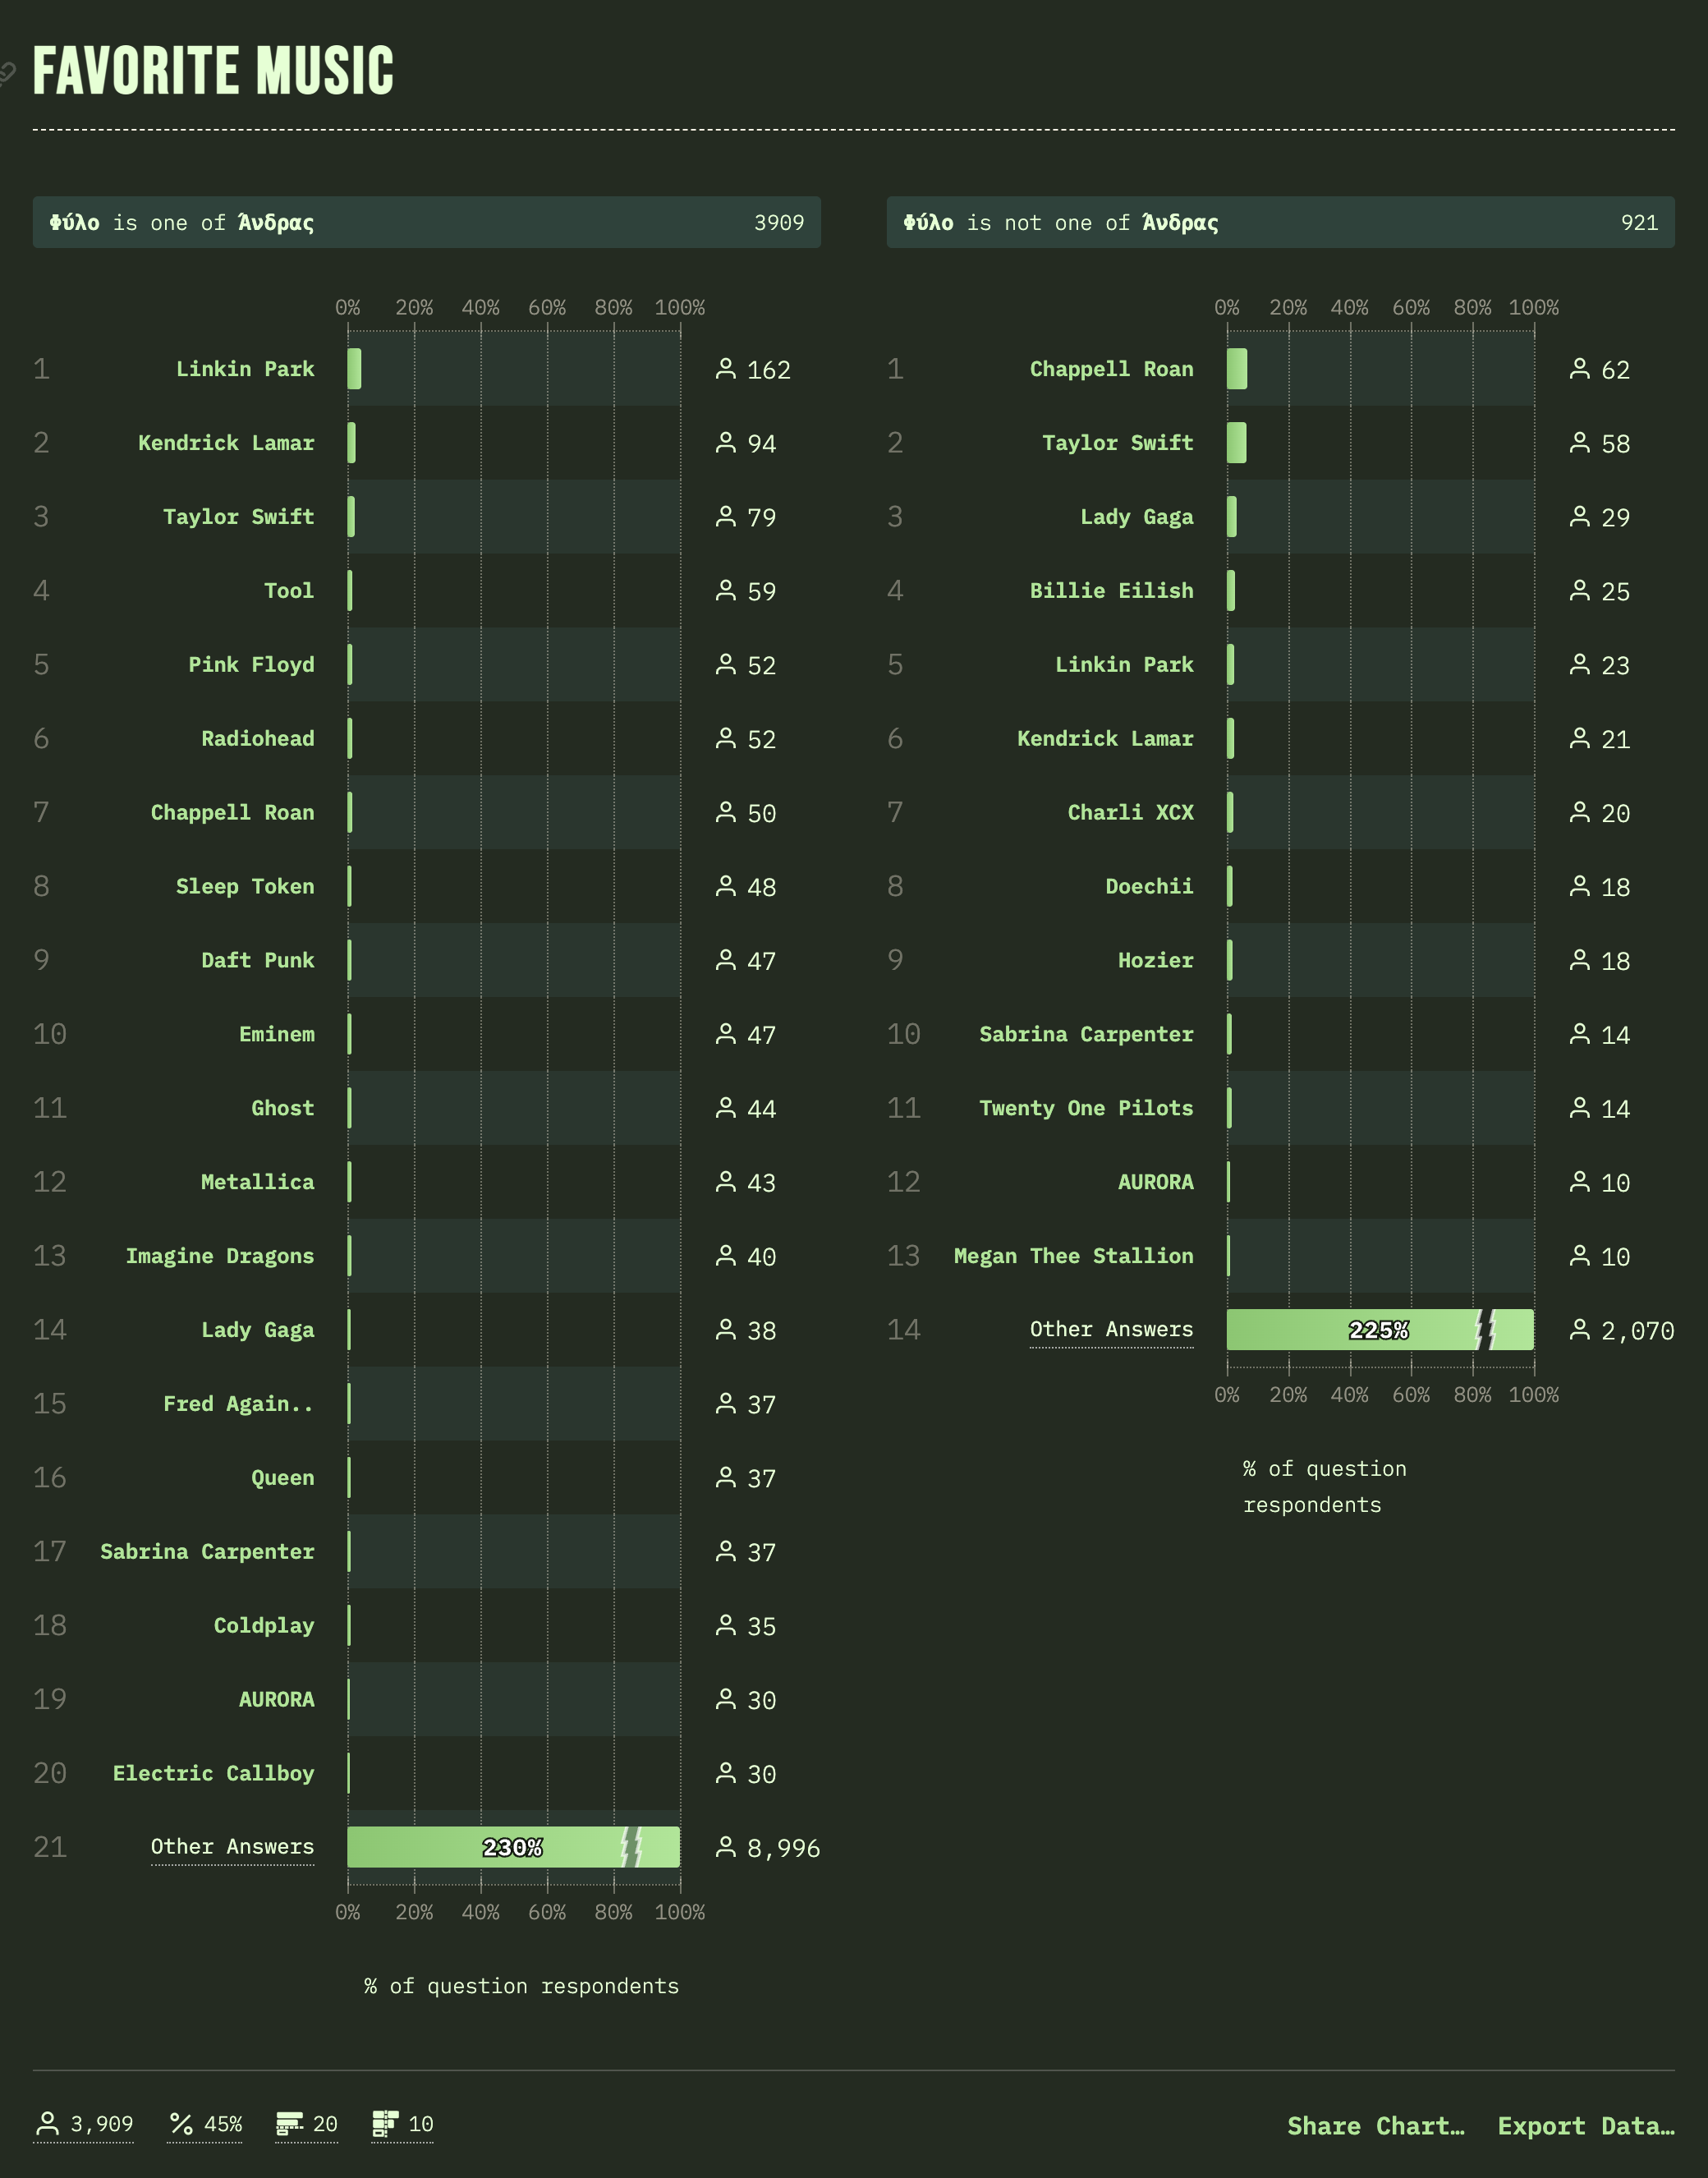 FAVORITE MUSIC
Φύλο is one of Άνδρας 3909
0% 20% 40% 60% 80% 100%
1 Linkin Park 162
2 Kendrick Lamar 94
3 Taylor Swift 79
4 Tool 59
5 Pink Floyd 52
6 Radiohead 52
7 Chappell Roan 50
8 Sleep Token 48
9 Daft Punk 47
10 Eminem 47
11 Ghost 44
12 Metallica 43
13 Imagine Dragons 40
14 Lady Gaga 38
15 Fred Again.. 37
16 Queen 37
17 Sabrina Carpenter 37
18 Coldplay 35
19 AURORA 30
20 Electric Callboy 30
21 Other Answers 230% 8,996
0% 20% 40% 60% 80% 100%
% of question respondents
Φύλο is not one of Άνδρας 921
0% 20% 40% 60% 80% 100%
1 Chappell Roan 62
2 Taylor Swift 58
3 Lady Gaga 29
4 Billie Eilish 25
5 Linkin Park 23
6 Kendrick Lamar 21
7 Charli XCX 20
8 Doechii 18
9 Hozier 18
10 Sabrina Carpenter 14
11 Twenty One Pilots 14
12 AURORA 10
13 Megan Thee Stallion 10
14 Other Answers 225% 2,070
0% 20% 40% 60% 80% 100%
% of question
respondents
3,909 45% 20 10 Share Chart… Export Data…